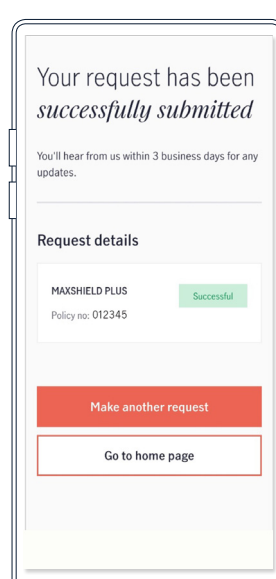 Your request has been
successfully submitted
You'll hear from us within 3 business days for any
updates.
Request details
MAXSHIELD PLUS
Successful
Policy no: 012345
Make another request
Go to home page